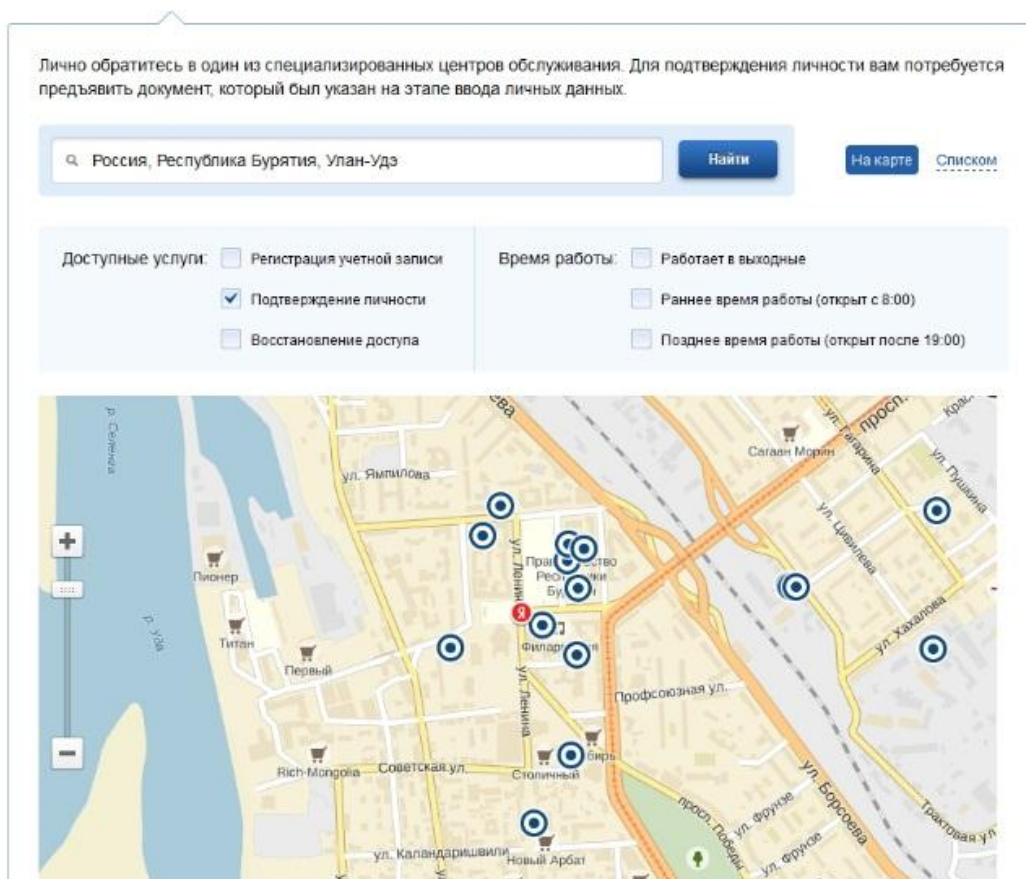 Лично обратитесь в один из специализированных центров обслуживания. Для подтверждения личности вам потребуется
предъявить документ, который был указан на этапе ввода личных данных.
Россия, Республика Бурятия, Улан-Удэ
Найти
На карте
Списком
Доступные услуги:
Регистрация учетной записи
Подтверждение личности
Восстановление доступа
Время работы:
Работает в выходные
Раннее время работы (открыт с 8:00)
Позднее время работы (открыт после 19:00)
р. Селенга
ул. Ямпилова
просп.
ул. Гагарина
Сагаан Морин
ул. Пушкина
ул. Цивилева
Пионер
ул. Ленина
Я
р. Уда
Титан
Первый
ул. Хахалова
ул. Ленина
Профсоюзная ул.
Rich-Mongolia
Советская ул.
Столичный
ул. Борсоева
просп. Победы
ул. Фрунзе
ул. Фрунзе
Трактовая ул
ул. Каландаришвили
Новый Арбат